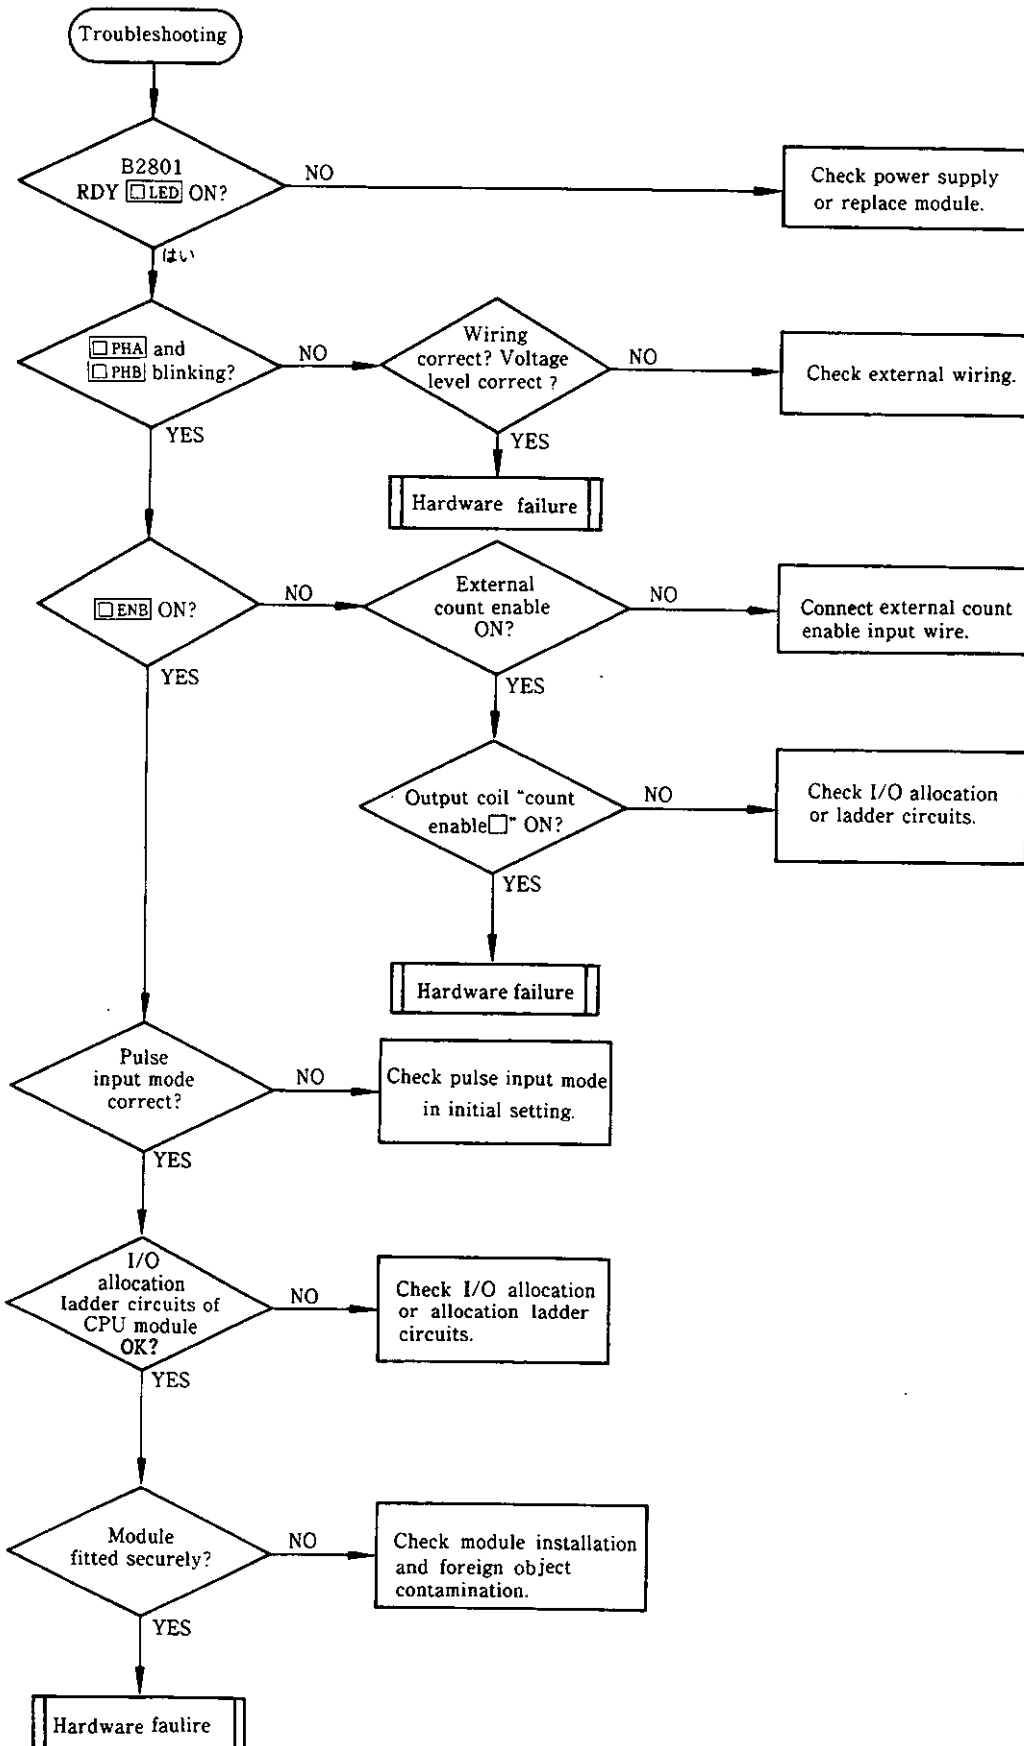 Troubleshooting
B2801
RDY □LED ON?
NO
Check power supply
or replace module.
はい
□PHA and
□PHB blinking?
NO
Wiring
correct? Voltage
level correct ?
NO
Check external wiring.
YES
YES
Hardware failure
□ENB ON?
NO
External
count enable
ON?
NO
Connect external count
enable input wire.
YES
YES
Output coil "count
enable□" ON?
NO
Check I/O allocation
or ladder circuits.
YES
Hardware failure
Pulse
input mode
correct?
NO
Check pulse input mode
in initial setting.
YES
I/O
allocation
ladder circuits of
CPU module
OK?
NO
Check I/O allocation
or allocation ladder
circuits.
YES
Module
fitted securely?
NO
Check module installation
and foreign object
contamination.
YES
Hardware faulire